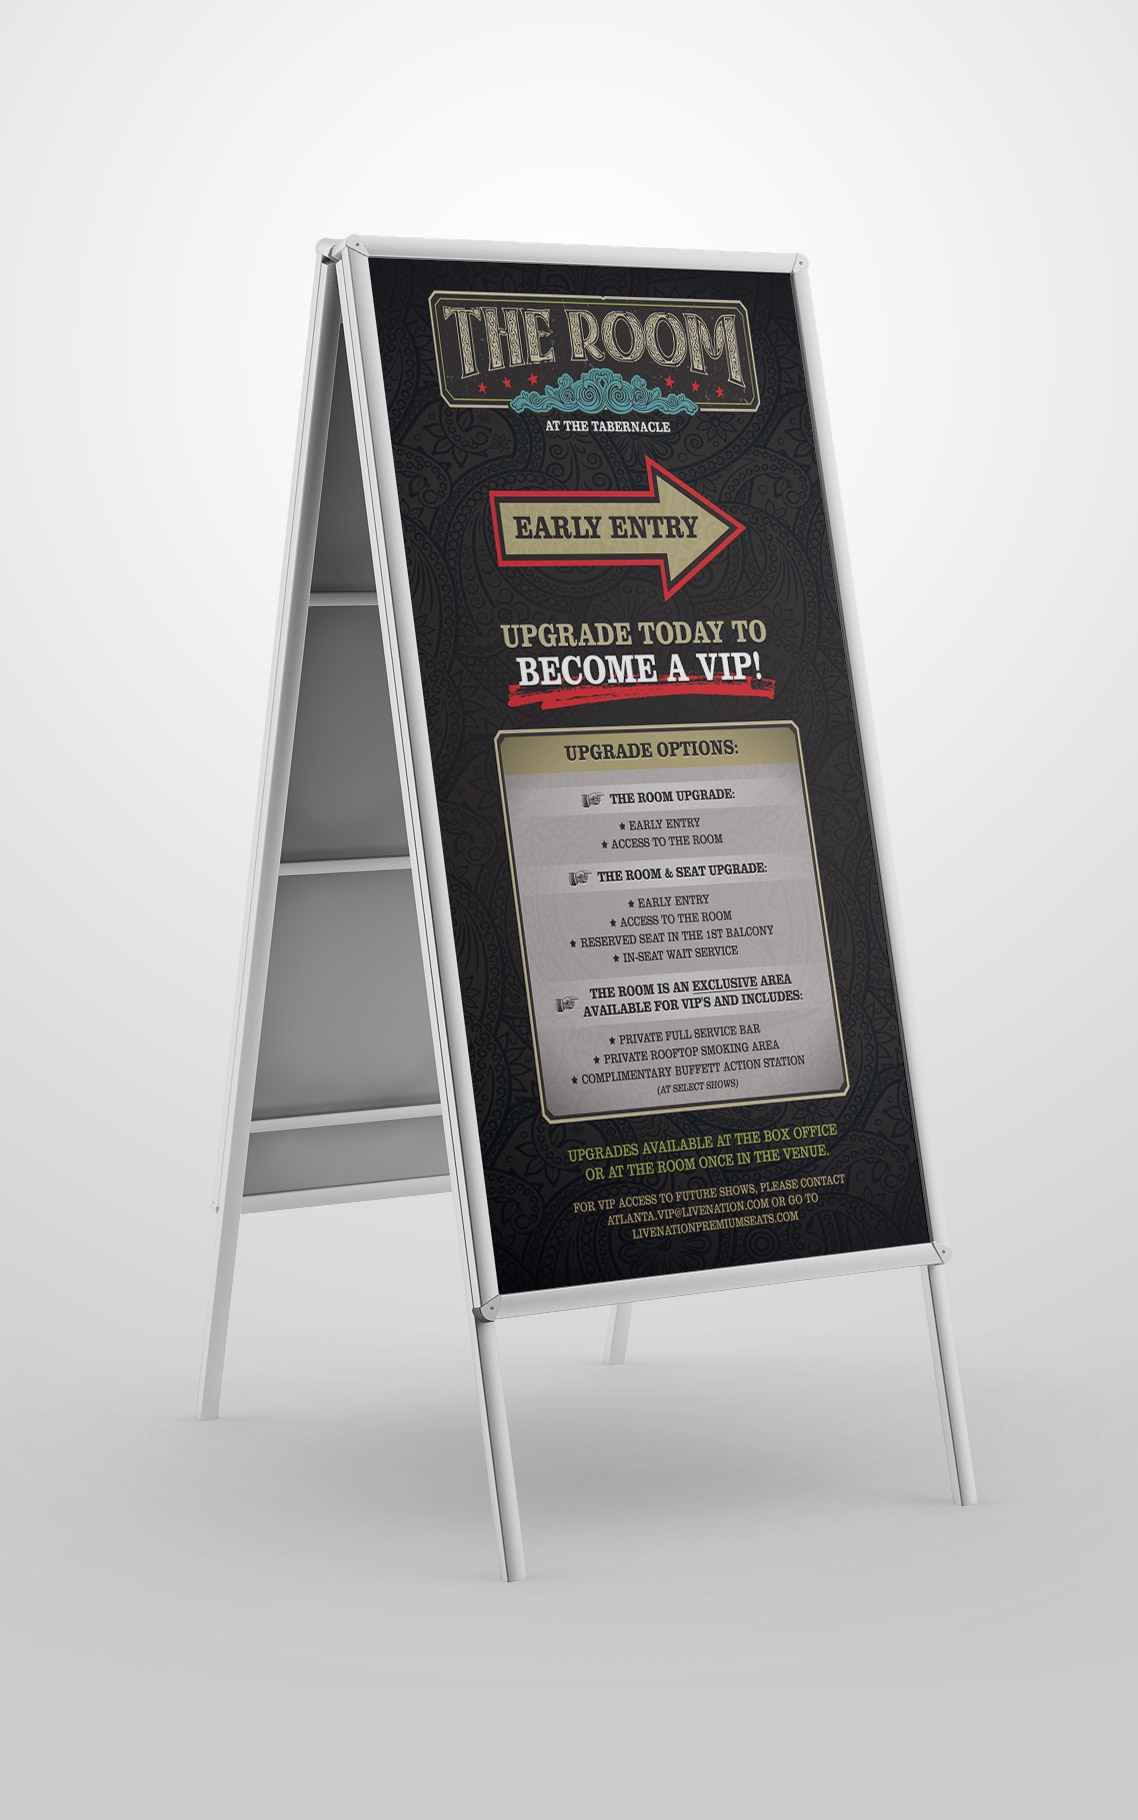 THE ROOM
AT THE TABERNACLE
EARLY ENTRY
UPGRADE TODAY TO
BECOME A VIP!
UPGRADE OPTIONS:
THE ROOM UPGRADE:
★ EARLY ENTRY
★ ACCESS TO THE ROOM
THE ROOM & SEAT UPGRADE:
★ EARLY ENTRY
★ ACCESS TO THE ROOM
★ RESERVED SEAT IN THE 1ST BALCONY
★ IN-SEAT WAIT SERVICE
THE ROOM IS AN EXCLUSIVE AREA
AVAILABLE FOR VIP'S AND INCLUDES:
★ PRIVATE FULL SERVICE BAR
★ PRIVATE ROOFTOP SMOKING AREA
★ COMPLIMENTARY BUFFETT ACTION STATION
(AT SELECT SHOWS)
UPGRADES AVAILABLE AT THE BOX OFFICE
OR AT THE ROOM ONCE IN THE VENUE.
FOR VIP ACCESS TO FUTURE SHOWS, PLEASE CONTACT
ATLANTA.VIP@LIVENATION.COM OR GO TO
LIVENATIONPREMIUMSEATS.COM